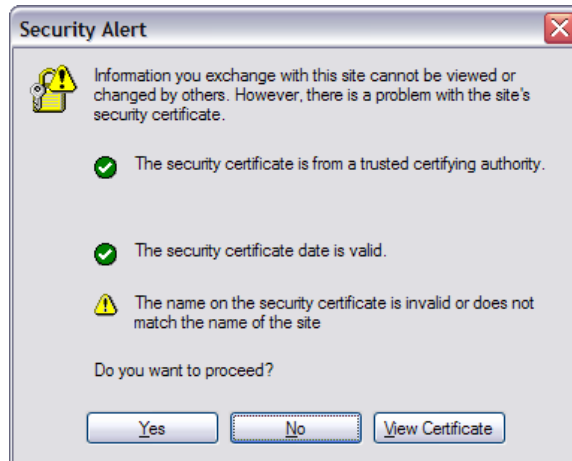 Security Alert
Information you exchange with this site cannot be viewed or
changed by others. However, there is a problem with the site's
security certificate.
The security certificate is from a trusted certifying authority.
The security certificate date is valid.
The name on the security certificate is invalid or does not
match the name of the site
Do you want to proceed?
Yes No View Certificate